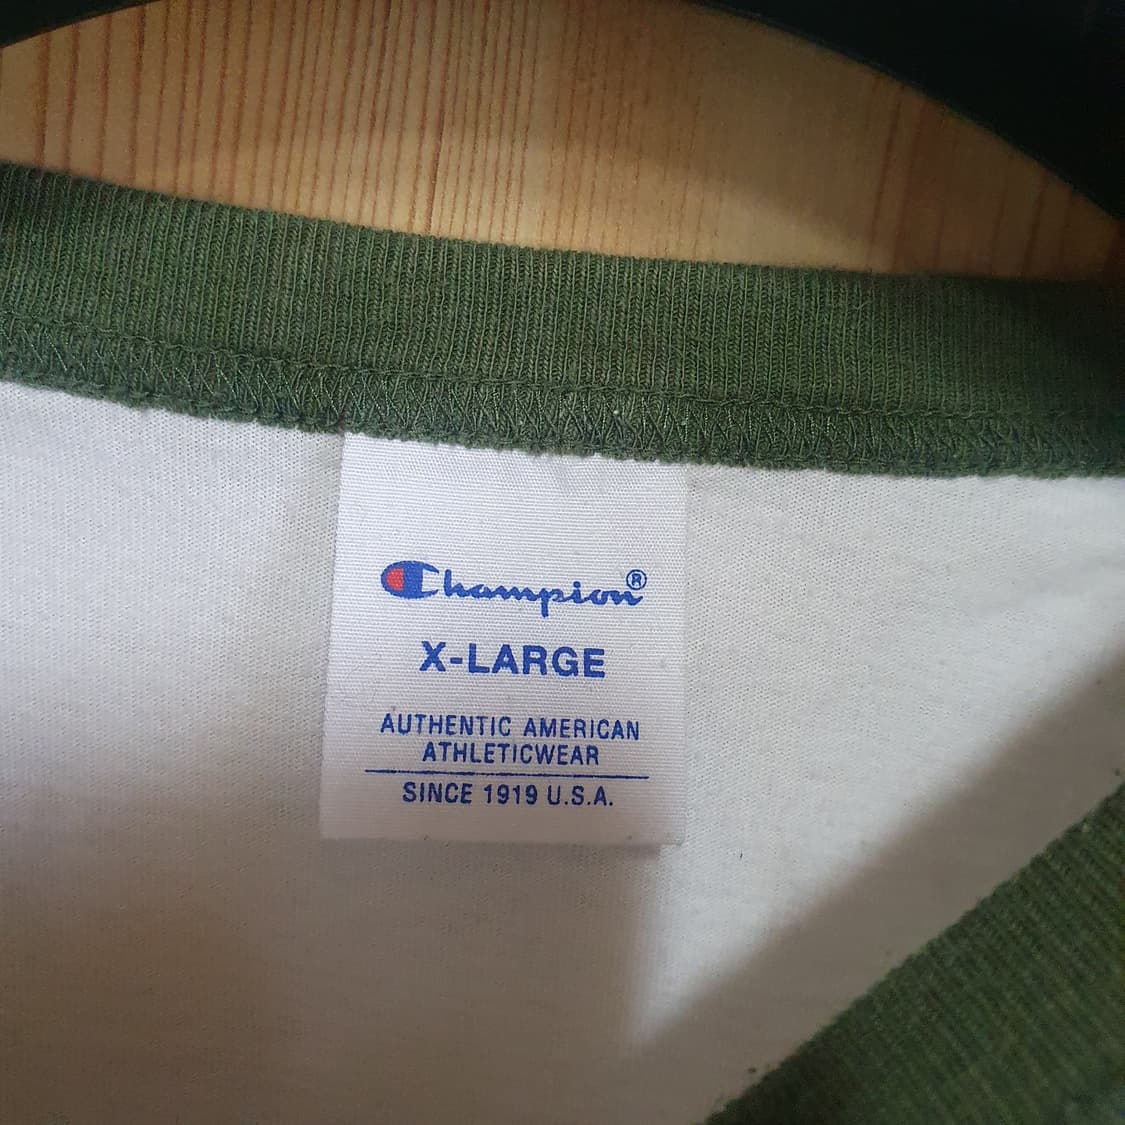 Champion®
X-LARGE
AUTHENTIC AMERICAN
ATHLETICWEAR
SINCE 1919 U.S.A.